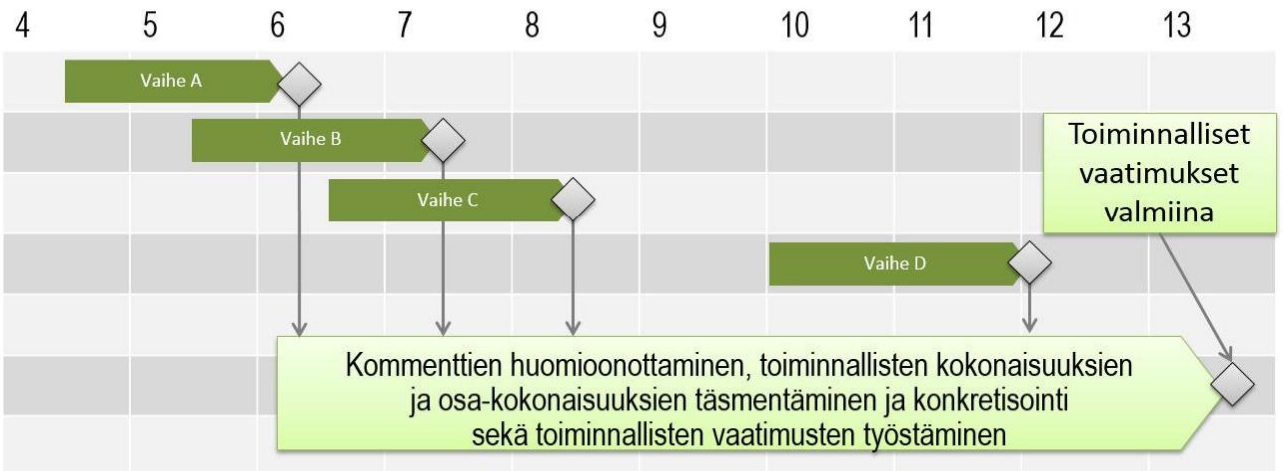 4 5 6 7 8 9 10 11 12 13
Vaihe A
Vaihe B
Vaihe C
Toiminnalliset
vaatimukset
valmiina
Vaihe D
Kommenttien huomioonottaminen, toiminnallisten kokonaisuuksien
ja osa-kokonaisuuksien täsmentäminen ja konkretisointi
sekä toiminnallisten vaatimusten työstäminen